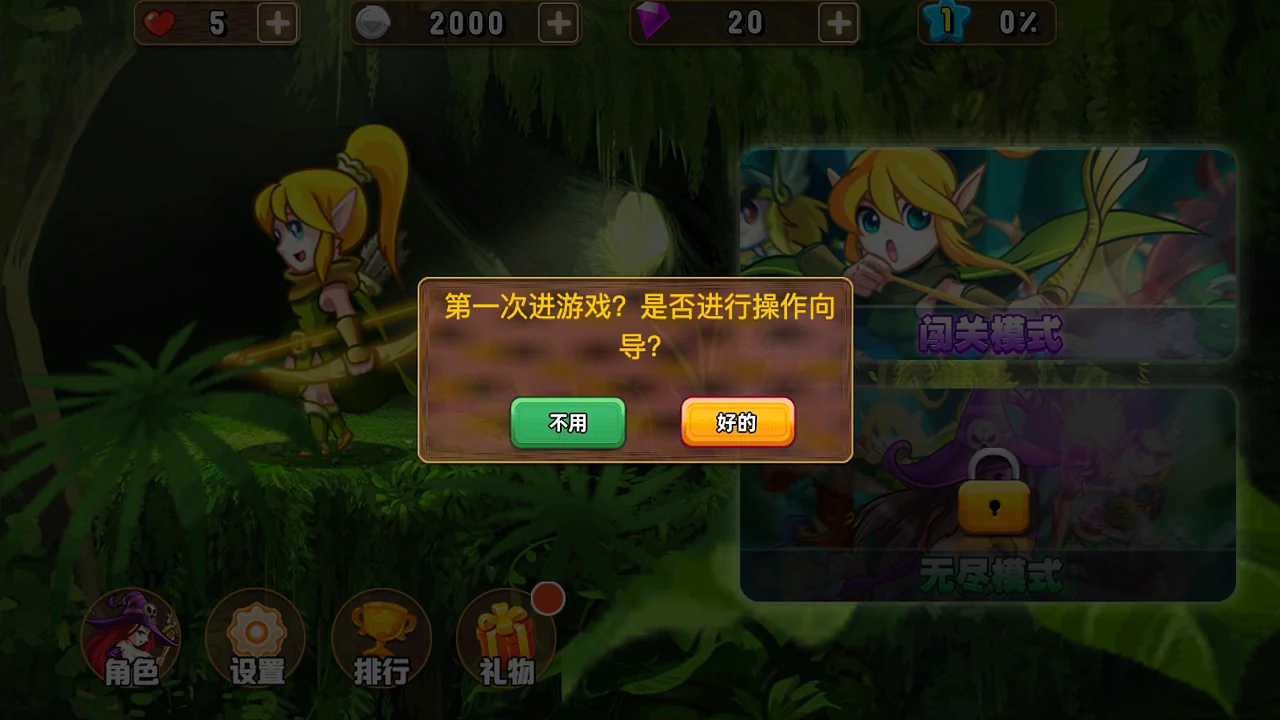 5
2000
20
1
0%
第一次进游戏？是否进行操作向
导？
不用
好的
闯关模式
无尽模式
角色
设置
排行
礼物